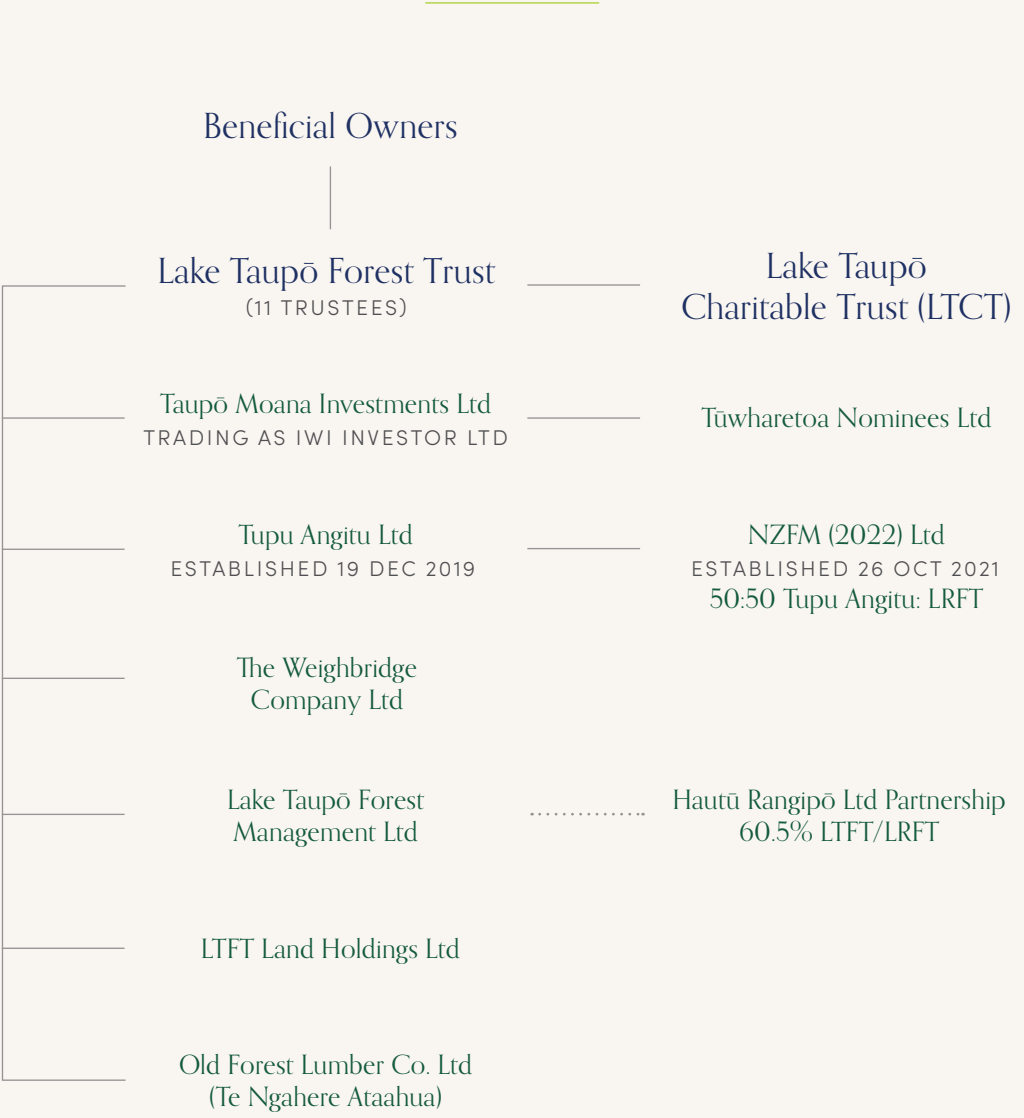 Beneficial Owners
Lake Taupō Forest Trust
(11 TRUSTEES)
Lake Taupō
Charitable Trust (LTCT)
Taupō Moana Investments Ltd
TRADING AS IWI INVESTOR LTD
Tūwharetoa Nominees Ltd
Tupu Angitu Ltd
ESTABLISHED 19 DEC 2019
NZFM (2022) Ltd
ESTABLISHED 26 OCT 2021
50:50 Tupu Angitu: LRFT
The Weighbridge
Company Ltd
Lake Taupō Forest
Management Ltd
Hautū Rangipō Ltd Partnership
60.5% LTFT/LRFT
LTFT Land Holdings Ltd
Old Forest Lumber Co. Ltd
(Te Ngahere Ataahua)